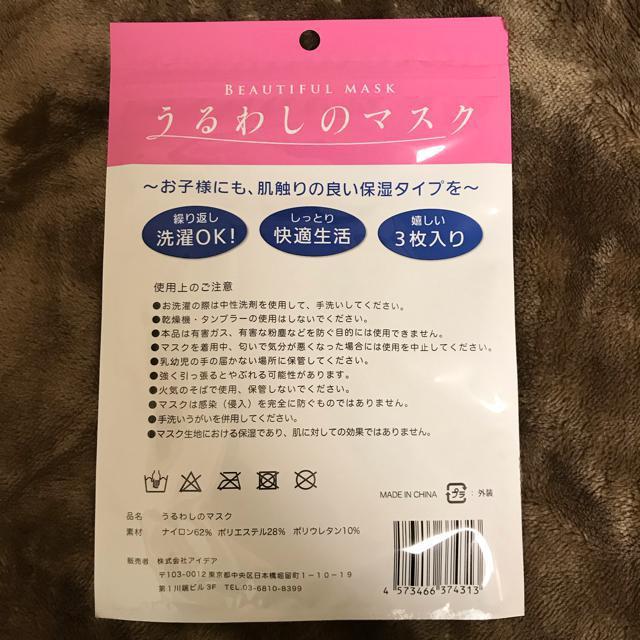 BEAUTIFUL MASK
うるわしのマスク
～お子様にも、肌触りの良い保湿タイプを～
繰り返し
洗濯OK!
しっとり
快適生活
嬉しい
3枚入り
使用上のご注意
●お洗濯の際は中性洗剤を使用して、手洗いしてください。
●乾燥機・タンブラーの使用はしないでください。
●本品は有害ガス、有害な粉塵などを防ぐ目的には使用できません。
●マスクを着用中、匂いで気分が悪くなった場合には使用を中止してください。
●乳幼児の手の届かない場所に保管してください。
●強く引っ張るとやぶれる可能性があります。
●火気のそばで使用、保管しないでください。
●マスクは感染（侵入）を完全に防ぐものではありません。
●手洗いうがいを併用してください。
●マスク生地における保湿であり、肌に対しての効果ではありません。
MADE IN CHINA プラ : 外装
品名 うるわしのマスク
素材 ナイロン62% ポリエステル28% ポリウレタン10%
販売者 株式会社アイデア
〒103-0012 東京都中央区日本橋堀留町1－10－19
第1川端ビル3F TEL.03-6810-8399
4 573466 374313